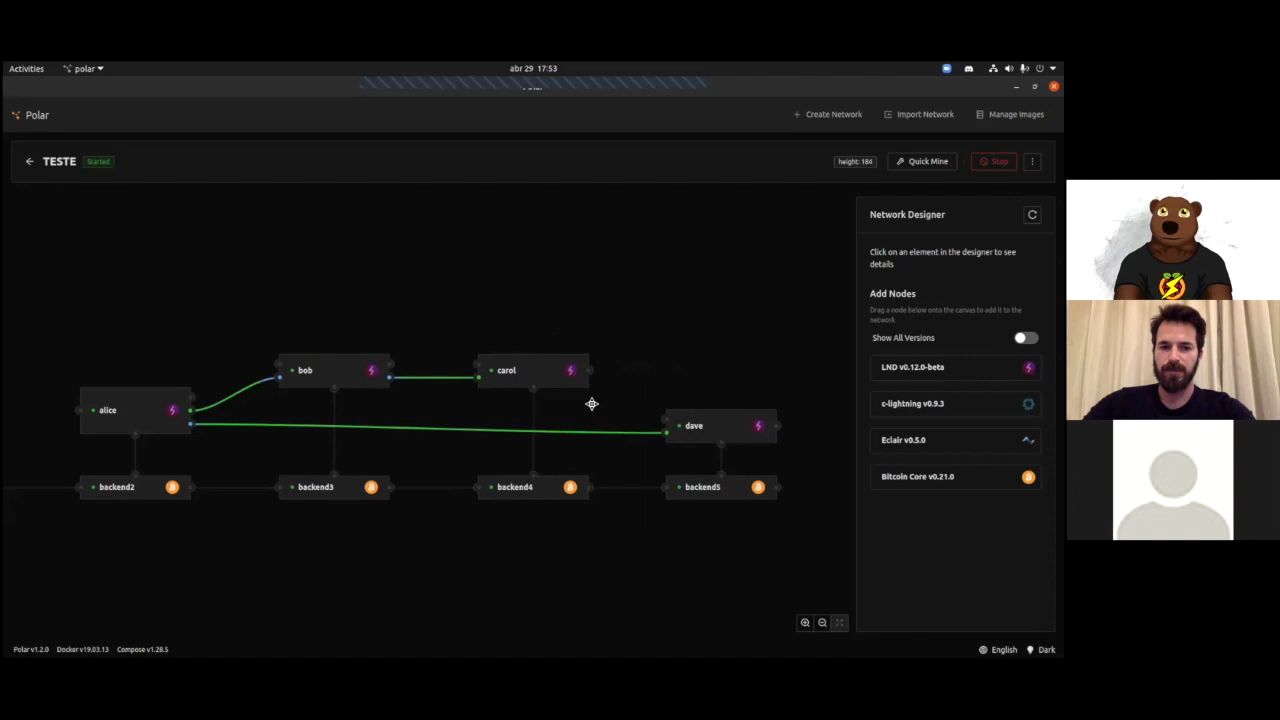 Activities
polar
abr 29 17:53
Polar
Create Network
Import Network
Manage Images
TESTE
Started
height: 184
Quick Mine
Stop
Network Designer
Click on an element in the designer to see
details
Add Nodes
Drag a node below onto the canvas to add it to the
network
Show All Versions
LND v0.12.0-beta
c-lightning v0.9.3
Eclair v0.5.0
Bitcoin Core v0.21.0
bob
carol
alice
dave
backend2
backend3
backend4
backend5
Polar v1.2.0
Docker v19.03.13
Compose v1.28.5
English
Dark